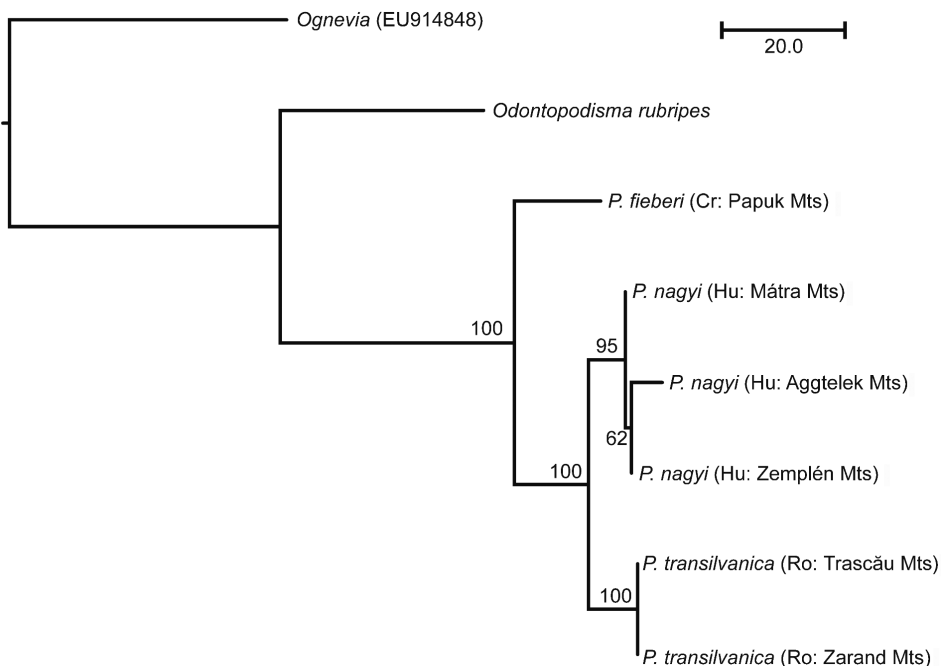 Ognevia (EU914848)
20.0
Odontopodisma rubripes
P. fieberi (Cr: Papuk Mts)
P. nagyi (Hu: Mátra Mts)
100
95
P. nagyi (Hu: Aggtelek Mts)
62
100
P. nagyi (Hu: Zemplén Mts)
P. transilvanica (Ro: Trascău Mts)
100
P. transilvanica (Ro: Zarand Mts)